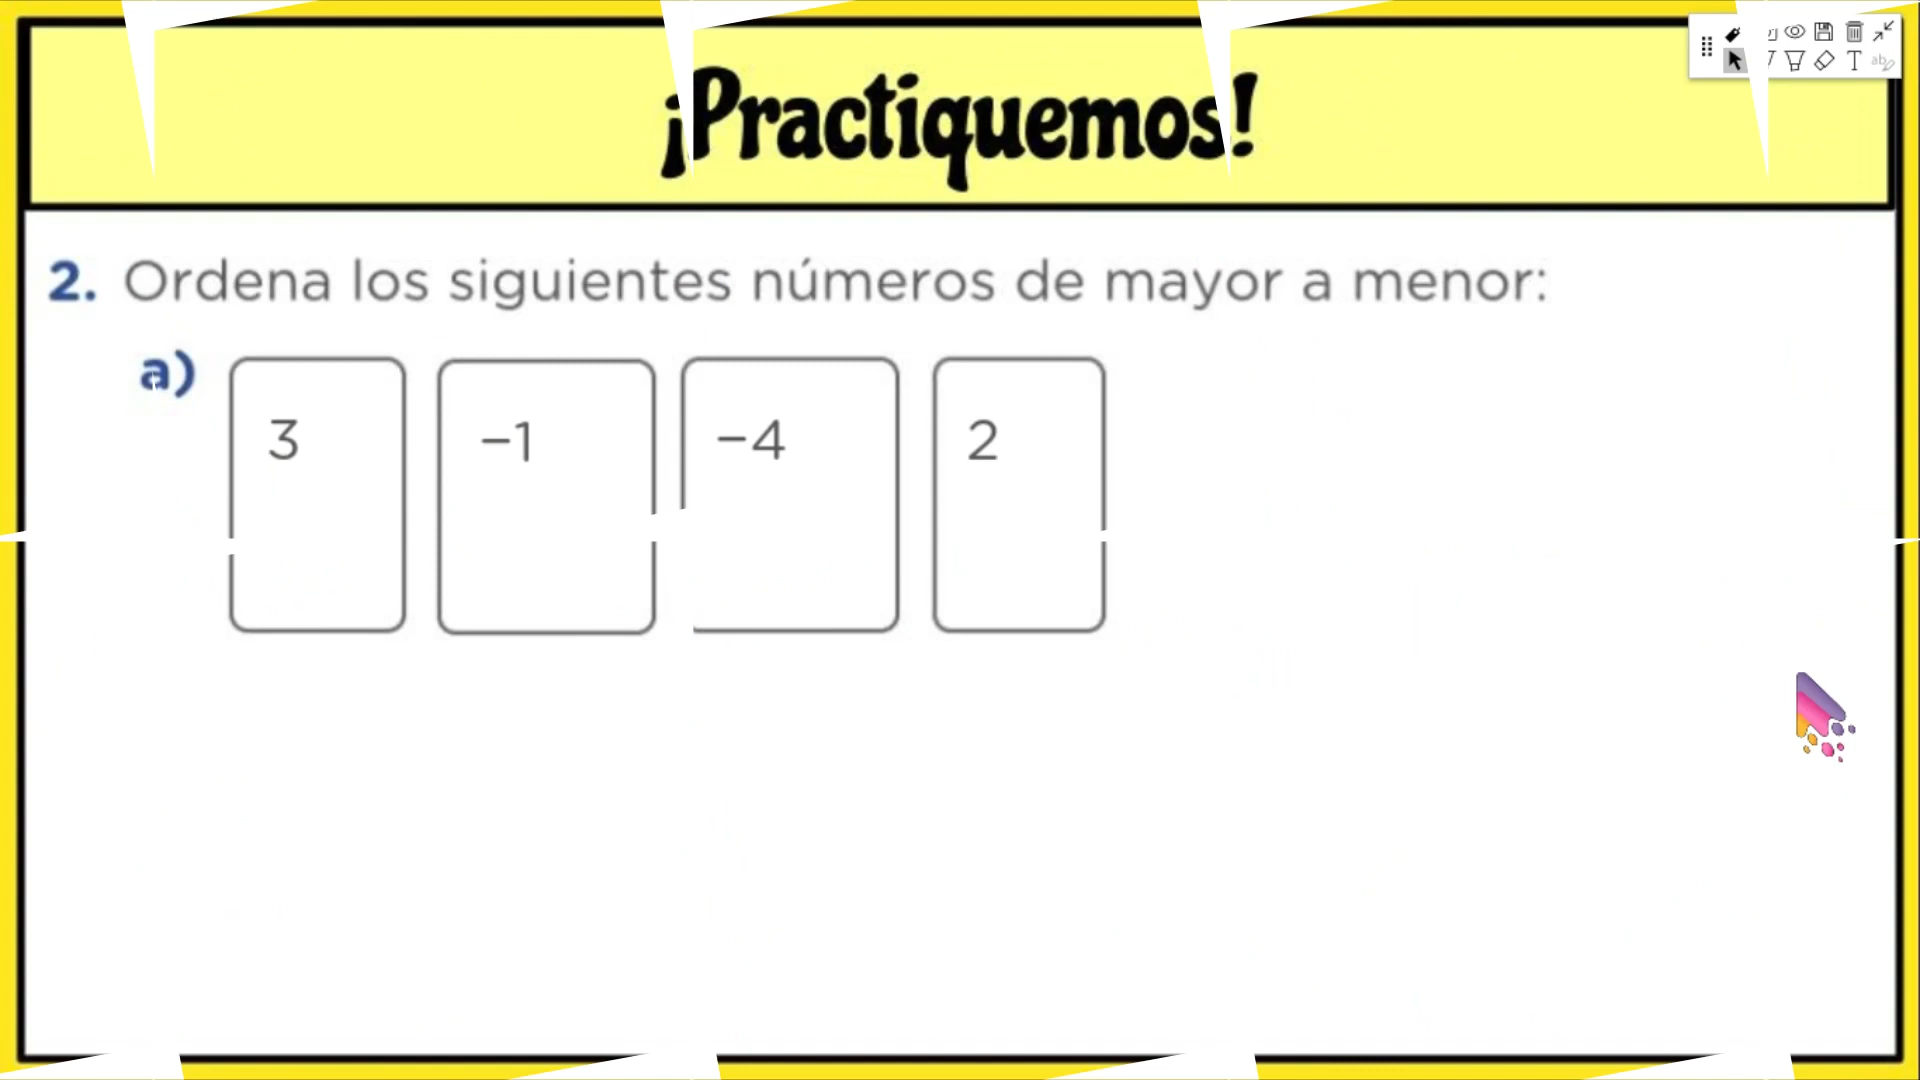 ¡Practiquemos!
2. Ordena los siguientes números de mayor a menor:
a) 3 −1 −4 2